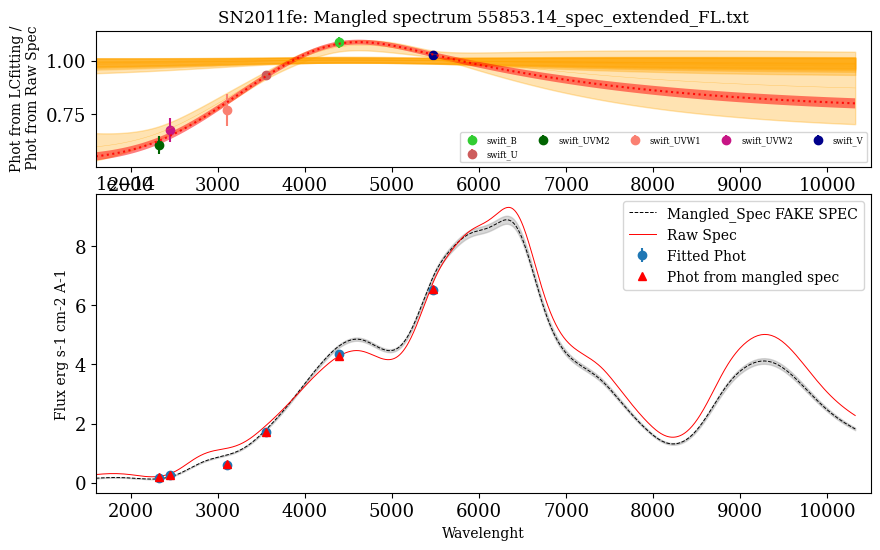 SN2011fe: Mangled spectrum 55853.14_spec_extended_FL.txt
Phot from LCfitting /
Phot from Raw Spec
1.00
0.75
swift_B
swift_UVM2
swift_UVW1
swift_UVW2
swift_V
swift_U
2000 3000 4000 5000 6000 7000 8000 9000 10000
Mangled_Spec FAKE SPEC
Raw Spec
Fitted Phot
Phot from mangled spec
Flux erg s-1 cm-2 A-1
8
6
4
2
0
2000 3000 4000 5000 6000 7000 8000 9000 10000
Wavelenght